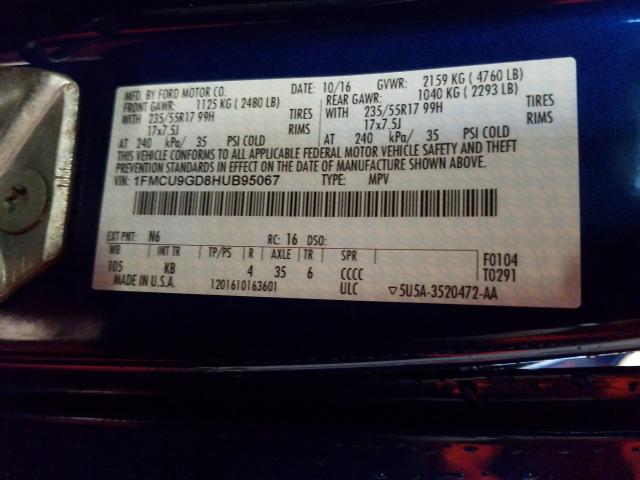 MFD. BY FORD MOTOR CO.
DATE: 10/16 GVWR: 2159 KG ( 4760 LB)
FRONT GAWR: 1125 KG ( 2480 LB) REAR GAWR: 1040 KG ( 2293 LB)
WITH 235/55R17 99H TIRES WITH 235/55R17 99H TIRES
17x7.5J RIMS 17x7.5J RIMS
AT 240 kPa/ 35 PSI COLD AT 240 kPa/ 35 PSI COLD
THIS VEHICLE CONFORMS TO ALL APPLICABLE FEDERAL MOTOR VEHICLE SAFETY AND THEFT
PREVENTION STANDARDS IN EFFECT ON THE DATE OF MANUFACTURE SHOWN ABOVE.
VIN: 1FMCU9GD8HUB95067 TYPE: MPV
EXT PNT: N6 RC: 16 DSO:
WB INT TR TP/PS R AXLE TR SPR F0104
105 KB 4 35 6 CCCC T0291
MADE IN U.S.A. 1201610163601 ULC ▽5U5A-3520472-AA